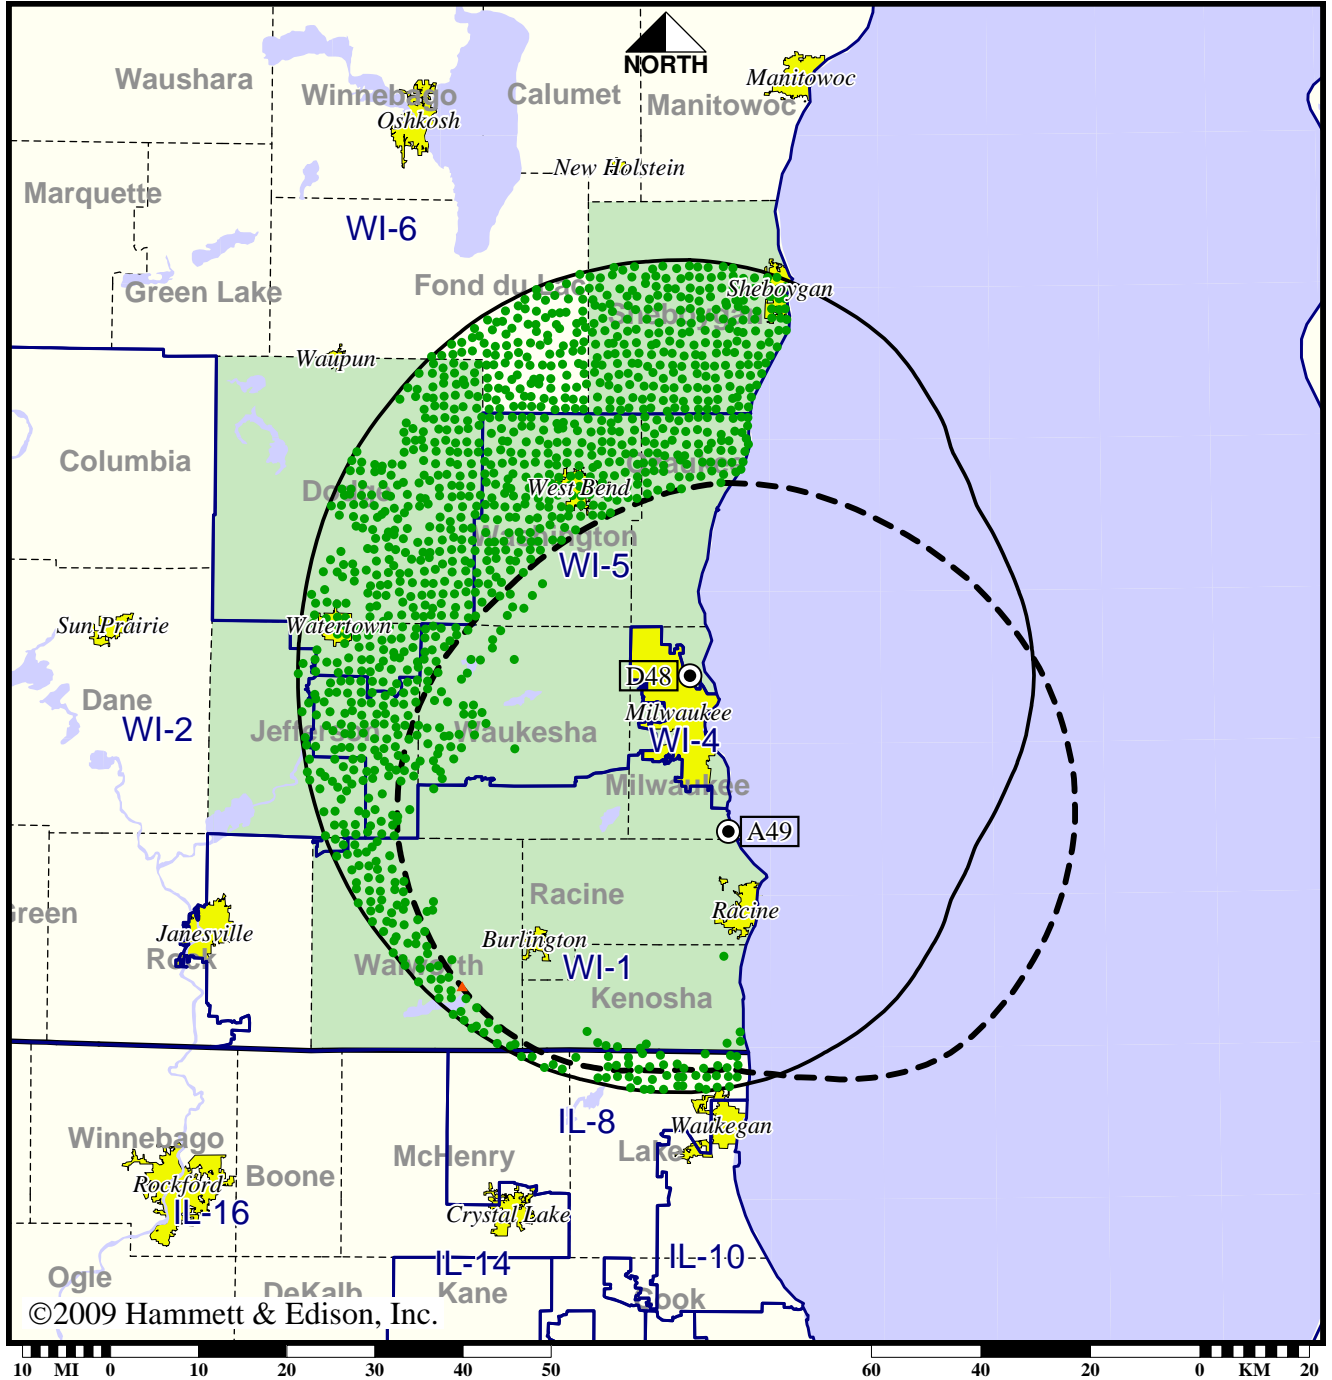 NORTH
Manitowoc
Waushara
Winnebago
Calumet
Manitowoc
Oshkosh
New Holstein
Marquette
WI-6
Green Lake
Fond du Lac
Sheboygan
Sheboygan
Waupun
Columbia
Dodge
West Bend
Ozaukee
Washington
WI-5
Sun Prairie
Watertown
Dane
WI-2
D48
Jefferson
Waukesha
Milwaukee
WI-4
Milwaukee
A49
Green
Janesville
Rock
Racine
Racine
Burlington
Walworth
WI-1
Kenosha
IL-8
Waukegan
Winnebago
McHenry
Lake
Boone
Rockford
IL-16
Crystal Lake
IL-14
IL-10
Ogle
DeKalb
Kane
Cook
©2009 Hammett & Edison, Inc.
10 MI 0 10 20 30 40 50 60 40 20 0 KM 20